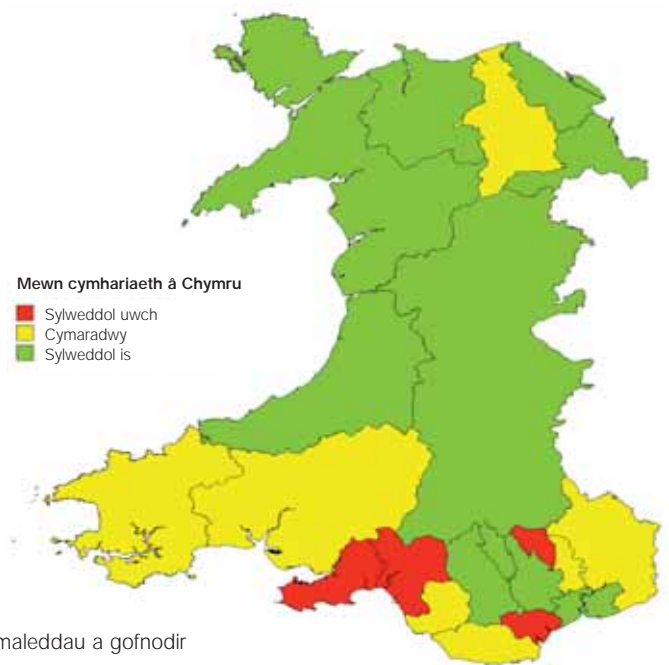 Mewn cymhariaeth â Chymru
Sylweddol uwch
Cymaradwy
Sylweddol is
maleddau a gofnodir